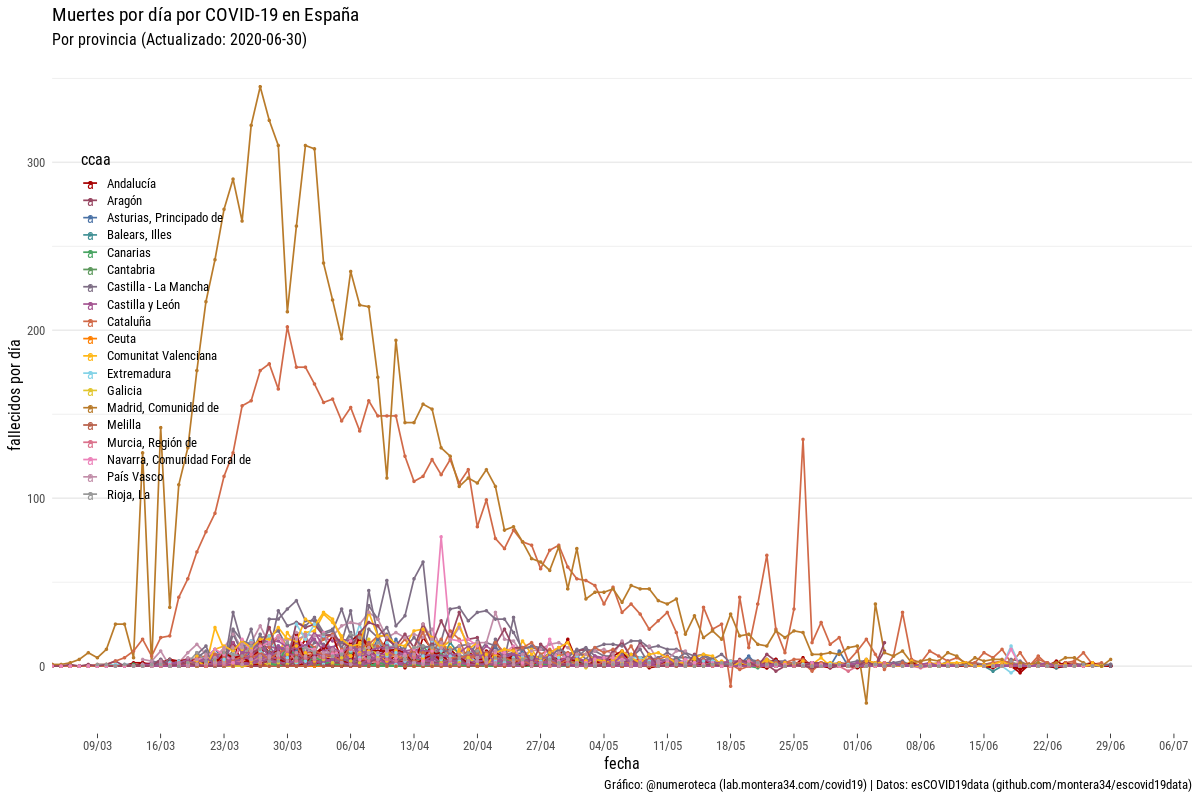 Muertes por día por COVID-19 en España
Por provincia (Actualizado: 2020-06-30)
fallecidos por día
300
200
100
0
ccaa
Andalucía
Aragón
Asturias, Principado de
Balears, Illes
Canarias
Cantabria
Castilla - La Mancha
Castilla y León
Cataluña
Ceuta
Comunitat Valenciana
Extremadura
Galicia
Madrid, Comunidad de
Melilla
Murcia, Región de
Navarra, Comunidad Foral de
País Vasco
Rioja, La
09/03 16/03 23/03 30/03 06/04 13/04 20/04 27/04 04/05 11/05 18/05 25/05 01/06 08/06 15/06 22/06 29/06 06/07
fecha
Gráfico: @numeroteca (lab.montera34.com/covid19) | Datos: esCOVID19data (github.com/montera34/escovid19data)